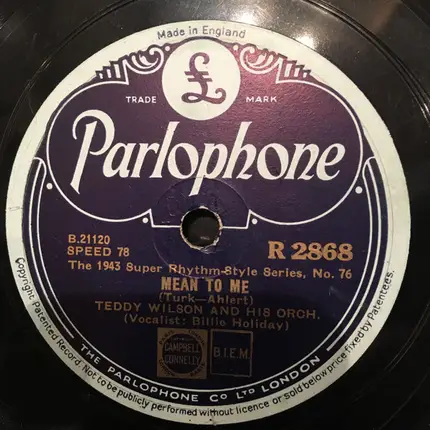 Made in England
£
TRADE MARK
Parlophone
B.21120
SPEED 78
R 2868
The 1943 Super Rhythm-Style Series, No. 76
MEAN TO ME
(Turk—Ahlert)
TEDDY WILSON AND HIS ORCH.
(Vocalist: Billie Holiday)
CAMPBELL
CONNELLY
B.I.E.M.
THE PARLOPHONE CO LTD LONDON
Copyright Patented Record. Not to be publicly performed without licence or sold below price fixed by Patentees.